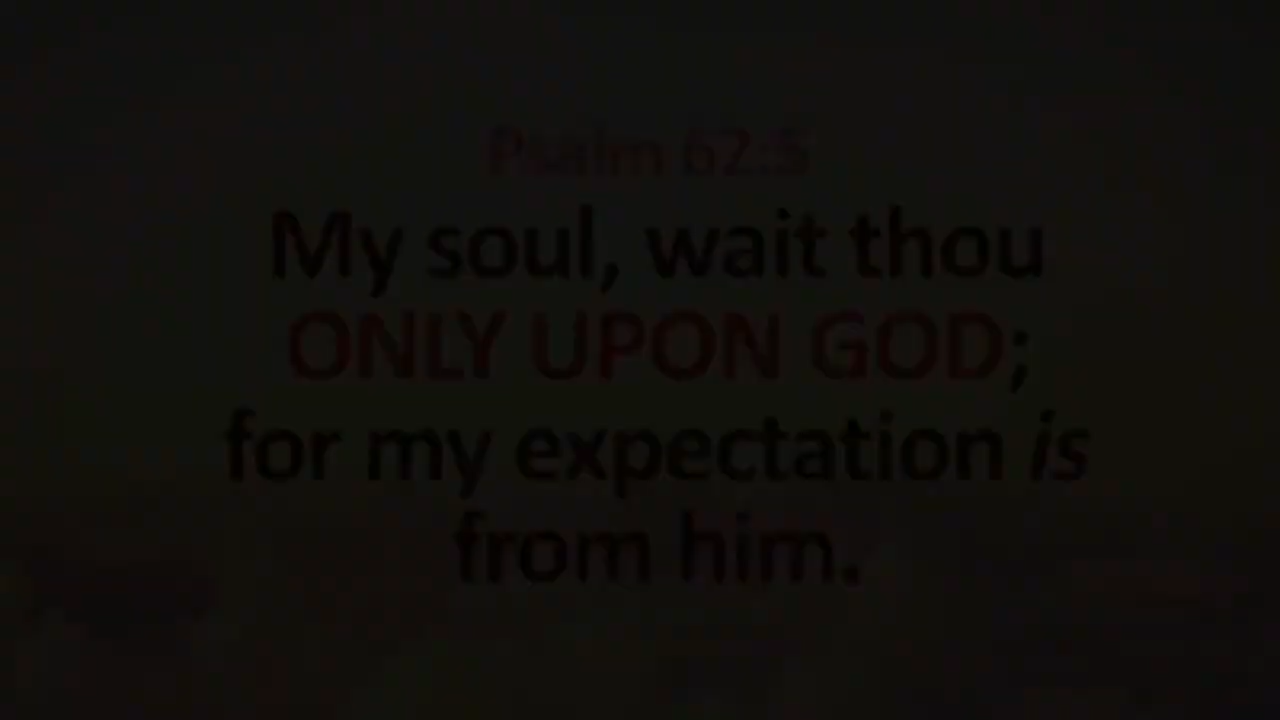 Psalm 62:5
My soul, wait thou
ONLY UPON GOD;
for my expectation is
from him.